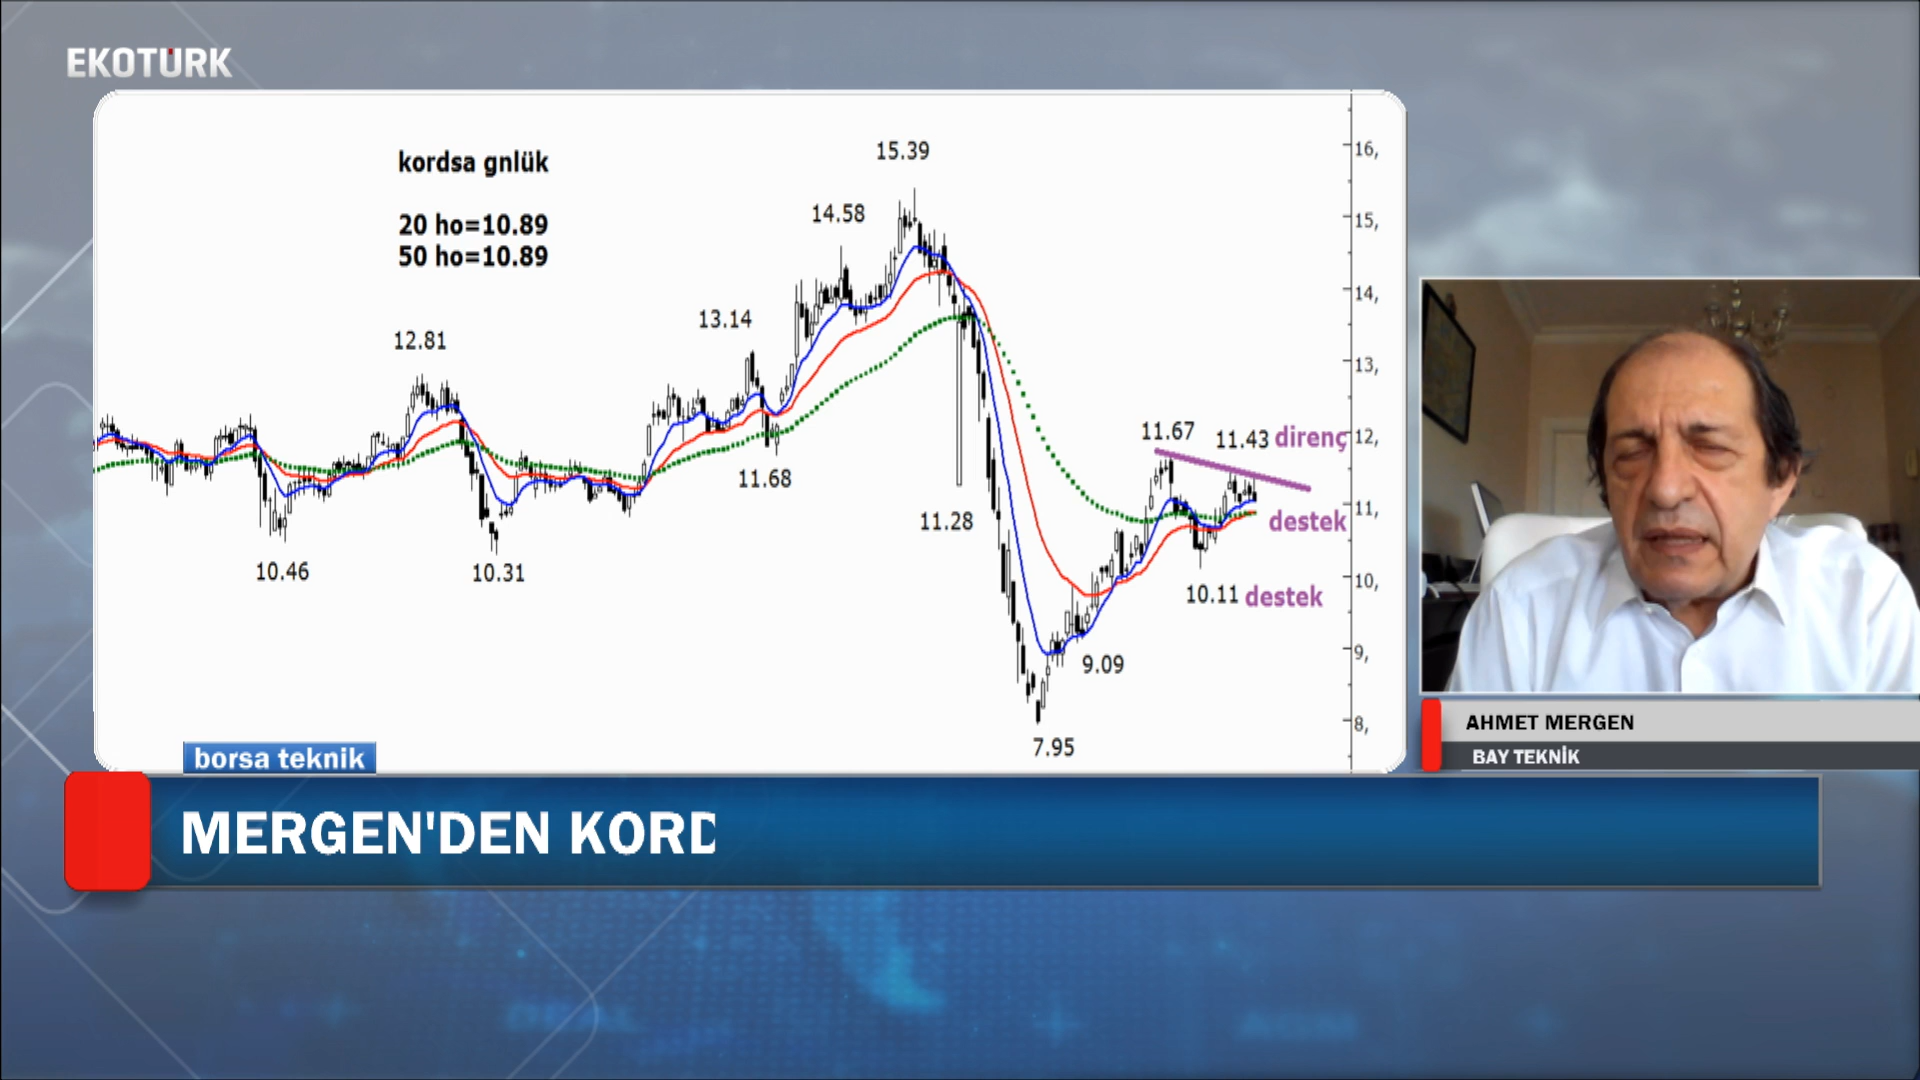 EKOTÜRK
kordsa gnlük
20 ho=10.89
50 ho=10.89
15.39
14.58
13.14
12.81
11.68
11.28
10.46
10.31
9.09
7.95
11.67
11.43 direnç
destek
10.11 destek
16,
15,
14,
13,
12,
11,
10,
9,
8,
AHMET MERGEN
BAY TEKNİK
borsa teknik
MERGEN'DEN KORD